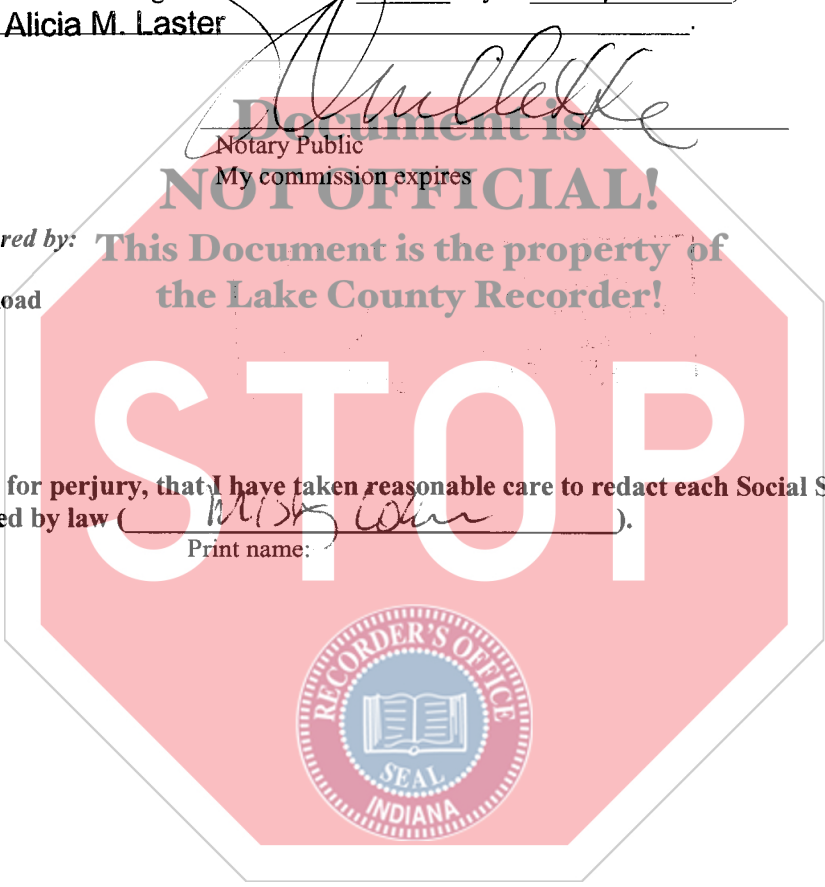 Alicia M. Laster
Document is
Notary Public
NOT OFFICIAL!
My commission expires
red by:
This Document is the property of
oad
the Lake County Recorder!
STOP
for perjury, that I have taken reasonable care to redact each Social S
ed by law ( ).
Print name:
RECORDER'S OFFICE
SEAL
INDIANA